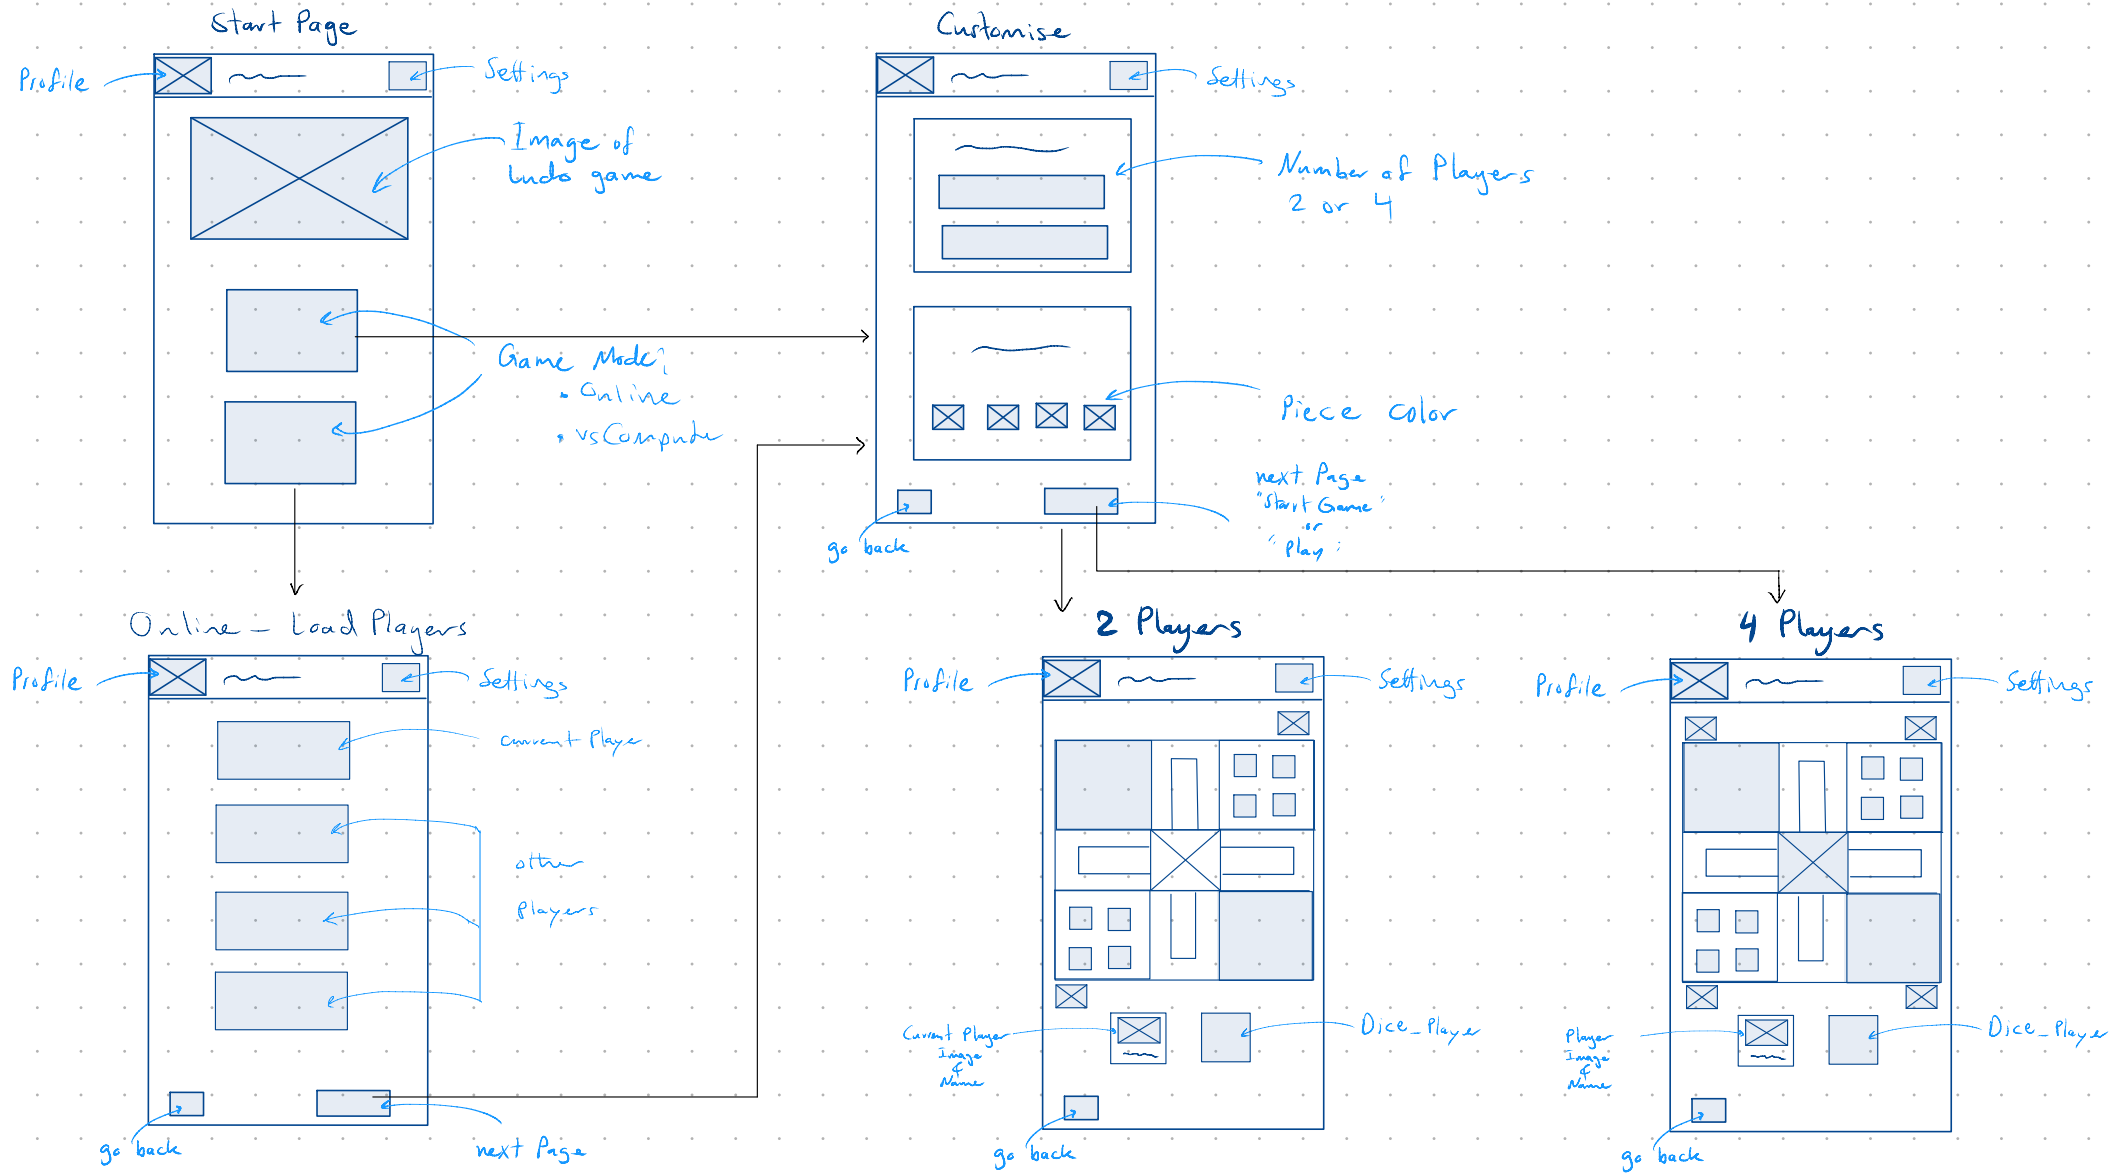 Start Page
Profile
Settings
Image of
Ludo game
Game Mode:
• Online
• vs Computer
Customise
Settings
Number of Players
2 or 4
Piece Color
next Page
"Start Game"
or
"Play"
go back
Online - Load Players
Profile
Settings
current Player
other
Players
go back
next Page
2 Players
Profile
Settings
Current Player
Image
&
Name
Dice_Player
go back
4 Players
Profile
Settings
Player
Image
&
Name
Dice_Player
go back